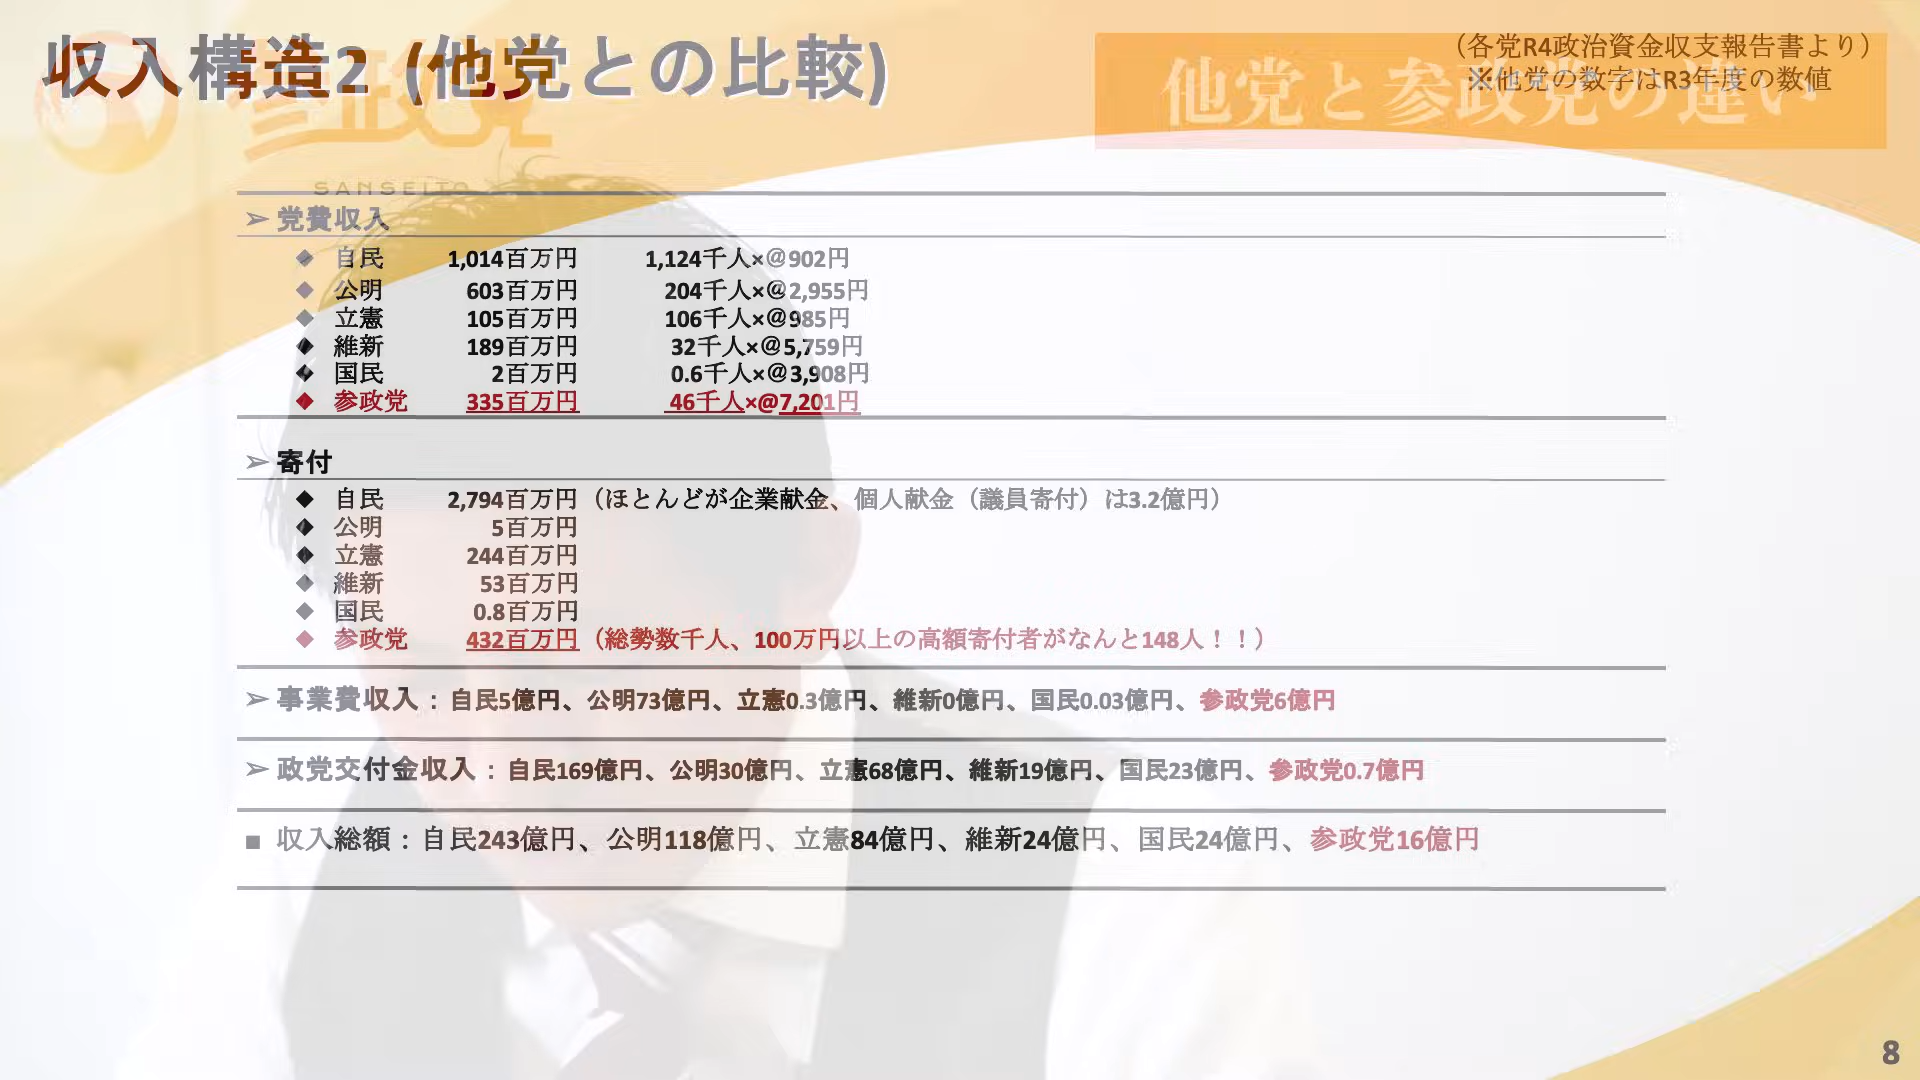 収入構造2 (他党との比較)
参政党
SANSEITO
他党と参政党の違い
（各党R4政治資金収支報告書より）
※他党の数字はR3年度の数値
➢ 党費収入
◆ 自民 1,014百万円 1,124千人×@902円
◆ 公明 603百万円 204千人×@2,955円
◆ 立憲 105百万円 106千人×@985円
◆ 維新 189百万円 32千人×@5,759円
◆ 国民 2百万円 0.6千人×@3,908円
◆ 参政党 335百万円 46千人×@7,201円
➢ 寄付
◆ 自民 2,794百万円（ほとんどが企業献金、個人献金（議員寄付）は3.2億円）
◆ 公明 5百万円
◆ 立憲 244百万円
◆ 維新 53百万円
◆ 国民 0.8百万円
◆ 参政党 432百万円（総勢数千人、100万円以上の高額寄付者がなんと148人！！）
➢ 事業費収入：自民5億円、公明73億円、立憲0.3億円、維新0億円、国民0.03億円、参政党6億円
➢ 政党交付金収入：自民169億円、公明30億円、立憲68億円、維新19億円、国民23億円、参政党0.7億円
■ 収入総額：自民243億円、公明118億円、立憲84億円、維新24億円、国民24億円、参政党16億円
8